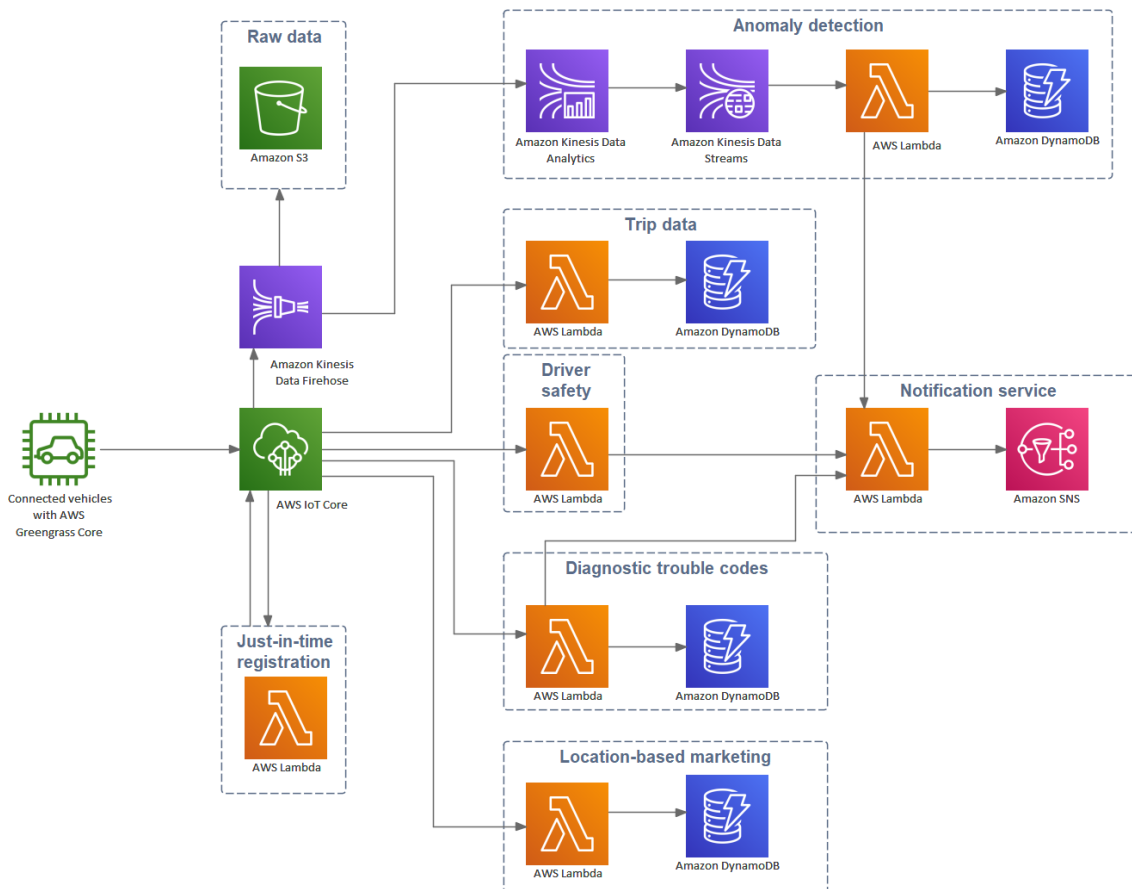 Raw data
Amazon S3
Anomaly detection
Amazon Kinesis Data
Analytics
Amazon Kinesis Data
Streams
AWS Lambda
Amazon DynamoDB
Trip data
AWS Lambda
Amazon DynamoDB
Amazon Kinesis
Data Firehose
Driver
safety
AWS Lambda
Notification service
AWS Lambda
Amazon SNS
Connected vehicles
with AWS
Greengrass Core
AWS IoT Core
Diagnostic trouble codes
AWS Lambda
Amazon DynamoDB
Just-in-time
registration
AWS Lambda
Location-based marketing
AWS Lambda
Amazon DynamoDB